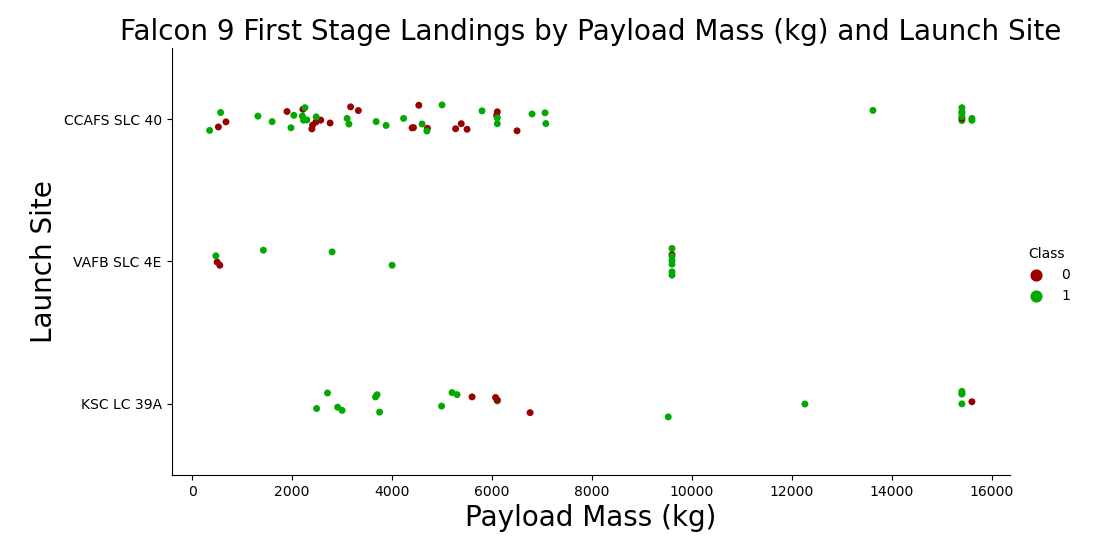 Falcon 9 First Stage Landings by Payload Mass (kg) and Launch Site
Launch Site
CCAFS SLC 40
VAFB SLC 4E
KSC LC 39A
0 2000 4000 6000 8000 10000 12000 14000 16000
Payload Mass (kg)
Class
0
1